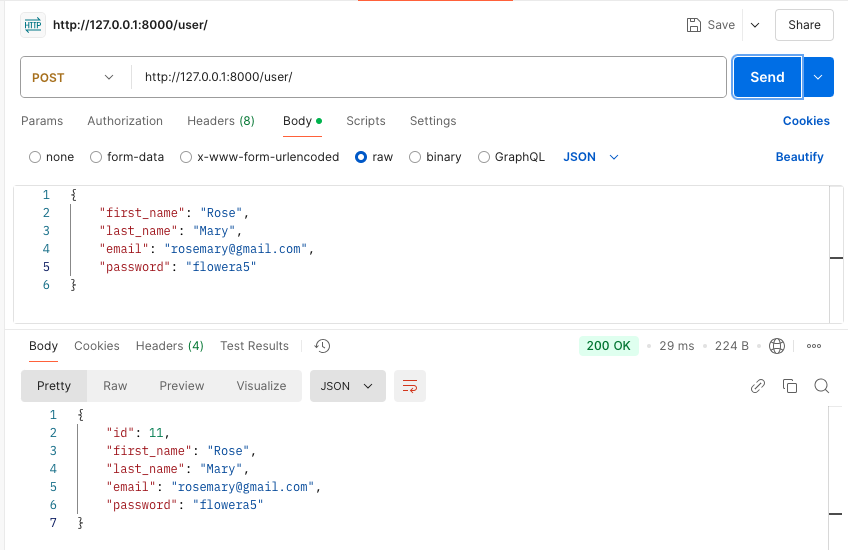 HTTP http://127.0.0.1:8000/user/ Save Share
POST http://127.0.0.1:8000/user/ Send
Params Authorization Headers (8) Body Scripts Settings Cookies
none form-data x-www-form-urlencoded raw binary GraphQL JSON Beautify
1 {
2 "first_name": "Rose",
3 "last_name": "Mary",
4 "email": "rosemary@gmail.com",
5 "password": "flowera5"
6 }
Body Cookies Headers (4) Test Results 200 OK 29 ms 224 B
Pretty Raw Preview Visualize JSON
1 {
2 "id": 11,
3 "first_name": "Rose",
4 "last_name": "Mary",
5 "email": "rosemary@gmail.com",
6 "password": "flowera5"
7 }